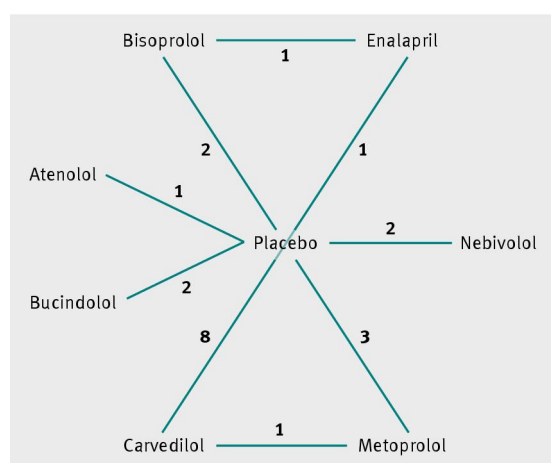 Bisoprolol Enalapril
1
2 1
Atenolol
1
2
Placebo Nebivolol
2
Bucindolol
8 3
1
Carvedilol Metoprolol